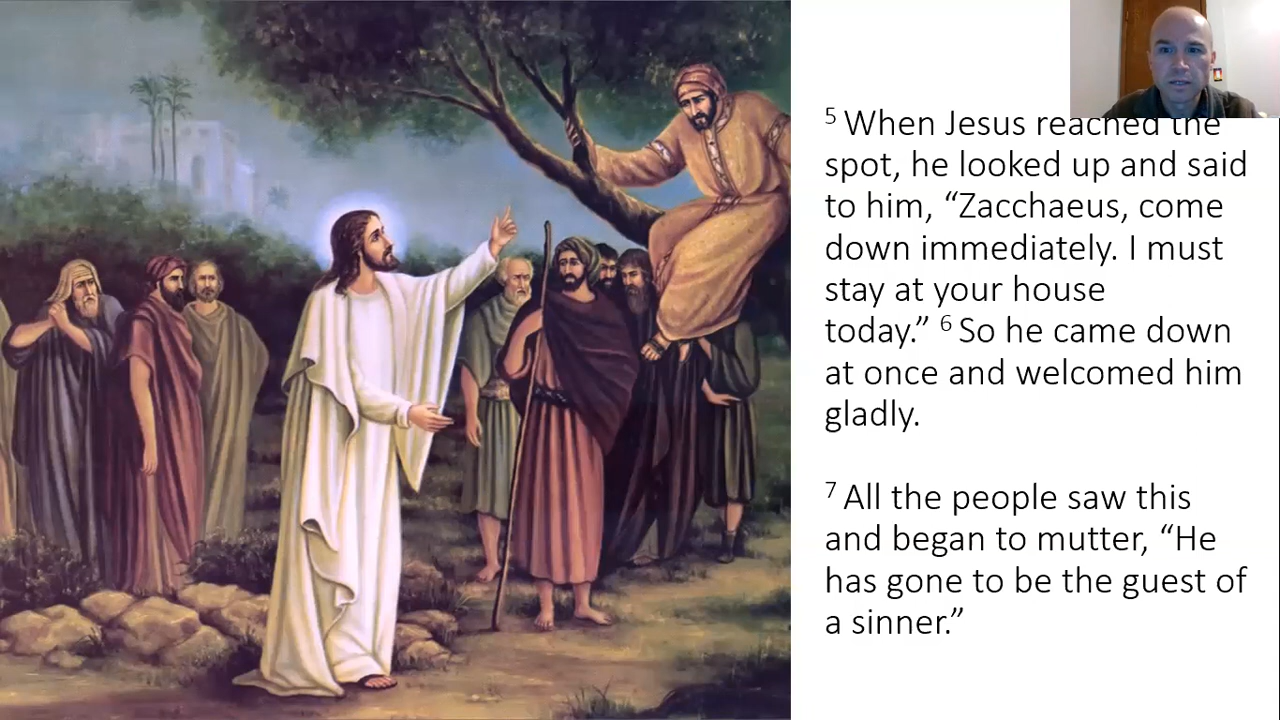 5 When Jesus reached the
spot, he looked up and said
to him, “Zacchaeus, come
down immediately. I must
stay at your house
today.” 6 So he came down
at once and welcomed him
gladly.
7 All the people saw this
and began to mutter, “He
has gone to be the guest of
a sinner.”